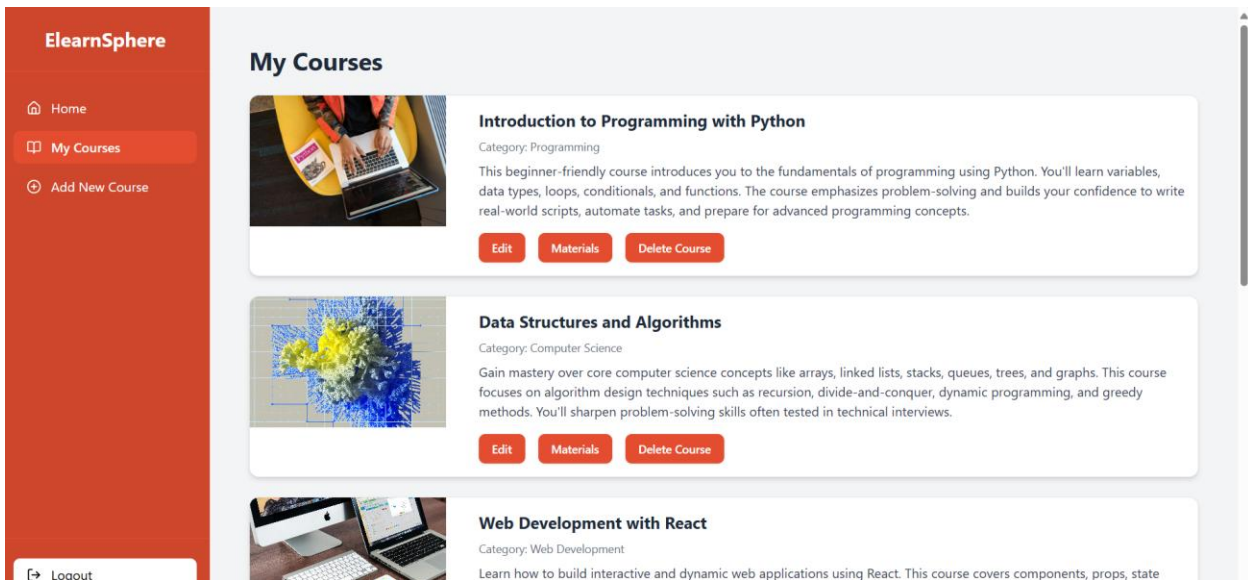 ElearnSphere
Home
My Courses
Add New Course
Logout
My Courses
Introduction to Programming with Python
Category: Programming
This beginner-friendly course introduces you to the fundamentals of programming using Python. You'll learn variables,
data types, loops, conditionals, and functions. The course emphasizes problem-solving and builds your confidence to write
real-world scripts, automate tasks, and prepare for advanced programming concepts.
Edit Materials Delete Course
Data Structures and Algorithms
Category: Computer Science
Gain mastery over core computer science concepts like arrays, linked lists, stacks, queues, trees, and graphs. This course
focuses on algorithm design techniques such as recursion, divide-and-conquer, dynamic programming, and greedy
methods. You'll sharpen problem-solving skills often tested in technical interviews.
Edit Materials Delete Course
Web Development with React
Category: Web Development
Learn how to build interactive and dynamic web applications using React. This course covers components, props, state